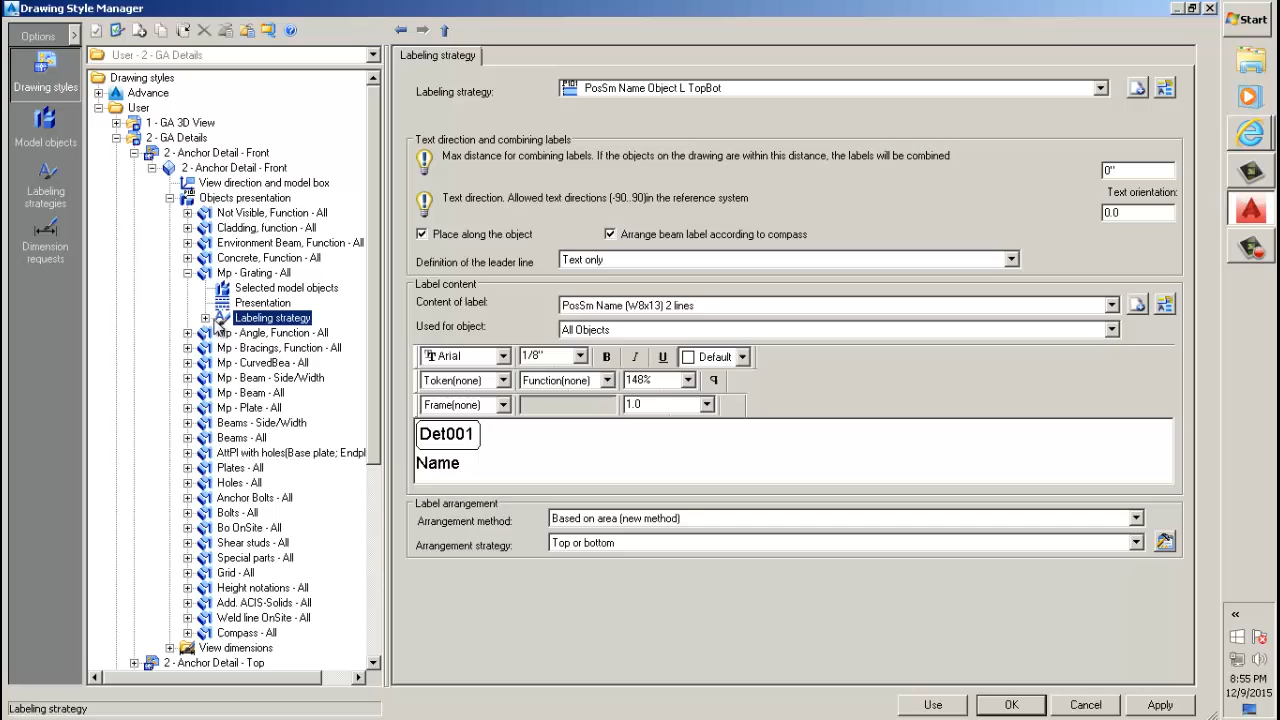 Drawing Style Manager
Options
Drawing styles
Model objects
Labeling strategies
Dimension requests
User - 2 - GA Details
Drawing styles
Advance
User
1 - GA 3D View
2 - GA Details
2 - Anchor Detail - Front
2 - Anchor Detail - Front
View direction and model box
Objects presentation
Not Visible, Function - All
Cladding, function - All
Environment Beam, Function - All
Concrete, Function - All
Mp - Grating - All
Selected model objects
Presentation
Labeling strategy
Mp - Angle, Function - All
Mp - Bracings, Function - All
Mp - CurvedBea - All
Mp - Beam - Side/Width
Mp - Beam - All
Mp - Plate - All
Beams - Side/Width
Beams - All
AttPl with holes(Base plate; Endpl
Plates - All
Holes - All
Anchor Bolts - All
Bolts - All
Bo OnSite - All
Shear studs - All
Special parts - All
Grid - All
Height notations - All
Add. ACIS-Solids - All
Weld line OnSite - All
Compass - All
View dimensions
2 - Anchor Detail - Top
Labeling strategy
Labeling strategy
Labeling strategy: PosSm Name Object L TopBot
Text direction and combining labels
Max distance for combining labels. If the objects on the drawing are within this distance, the labels will be combined
0"
Text orientation:
Text direction. Allowed text directions (-90..90)in the reference system
0.0
Place along the object Arrange beam label according to compass
Definition of the leader line Text only
Label content
Content of label: PosSm Name (W8x13) 2 lines
Used for object: All Objects
Arial 1/8" B I U Default
Token(none) Function(none) 148% ¶
Frame(none) 1.0
Det001
Name
Label arrangement
Arrangement method: Based on area (new method)
Arrangement strategy: Top or bottom
Use OK Cancel Apply
Start
8:55 PM
12/9/2015